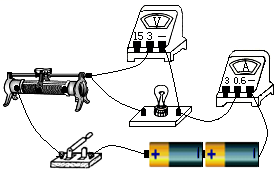 V
15 3 —
A
3 0.6 —
+ +